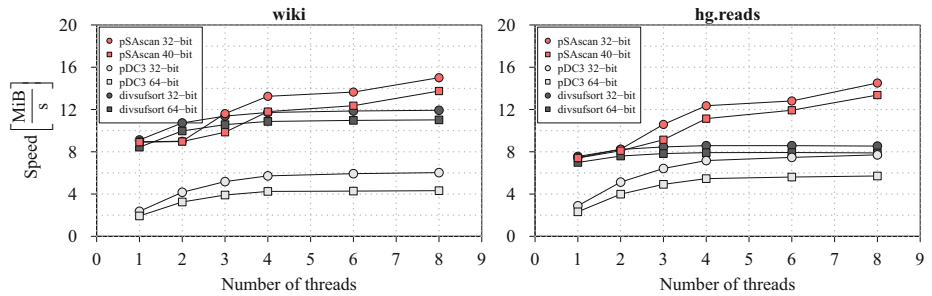 wiki
20
16
12
8
4
0
Speed [MiB/s]
pSAscan 32−bit
pSAscan 40−bit
pDC3 32−bit
pDC3 64−bit
divsufsort 32−bit
divsufsort 64−bit
0 1 2 3 4 5 6 7 8 9
Number of threads
hg.reads
20
16
12
8
4
0
pSAscan 32−bit
pSAscan 40−bit
pDC3 32−bit
pDC3 64−bit
divsufsort 32−bit
divsufsort 64−bit
0 1 2 3 4 5 6 7 8 9
Number of threads